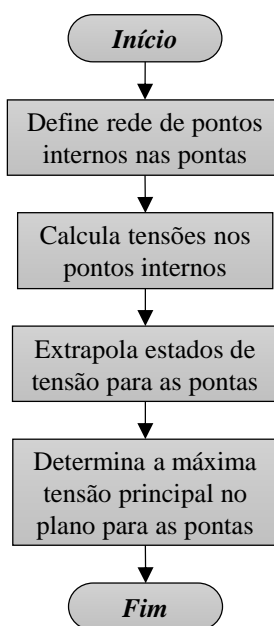 Início
Define rede de pontos
internos nas pontas
Calcula tensões nos
pontos internos
Extrapola estados de
tensão para as pontas
Determina a máxima
tensão principal no
plano para as pontas
Fim